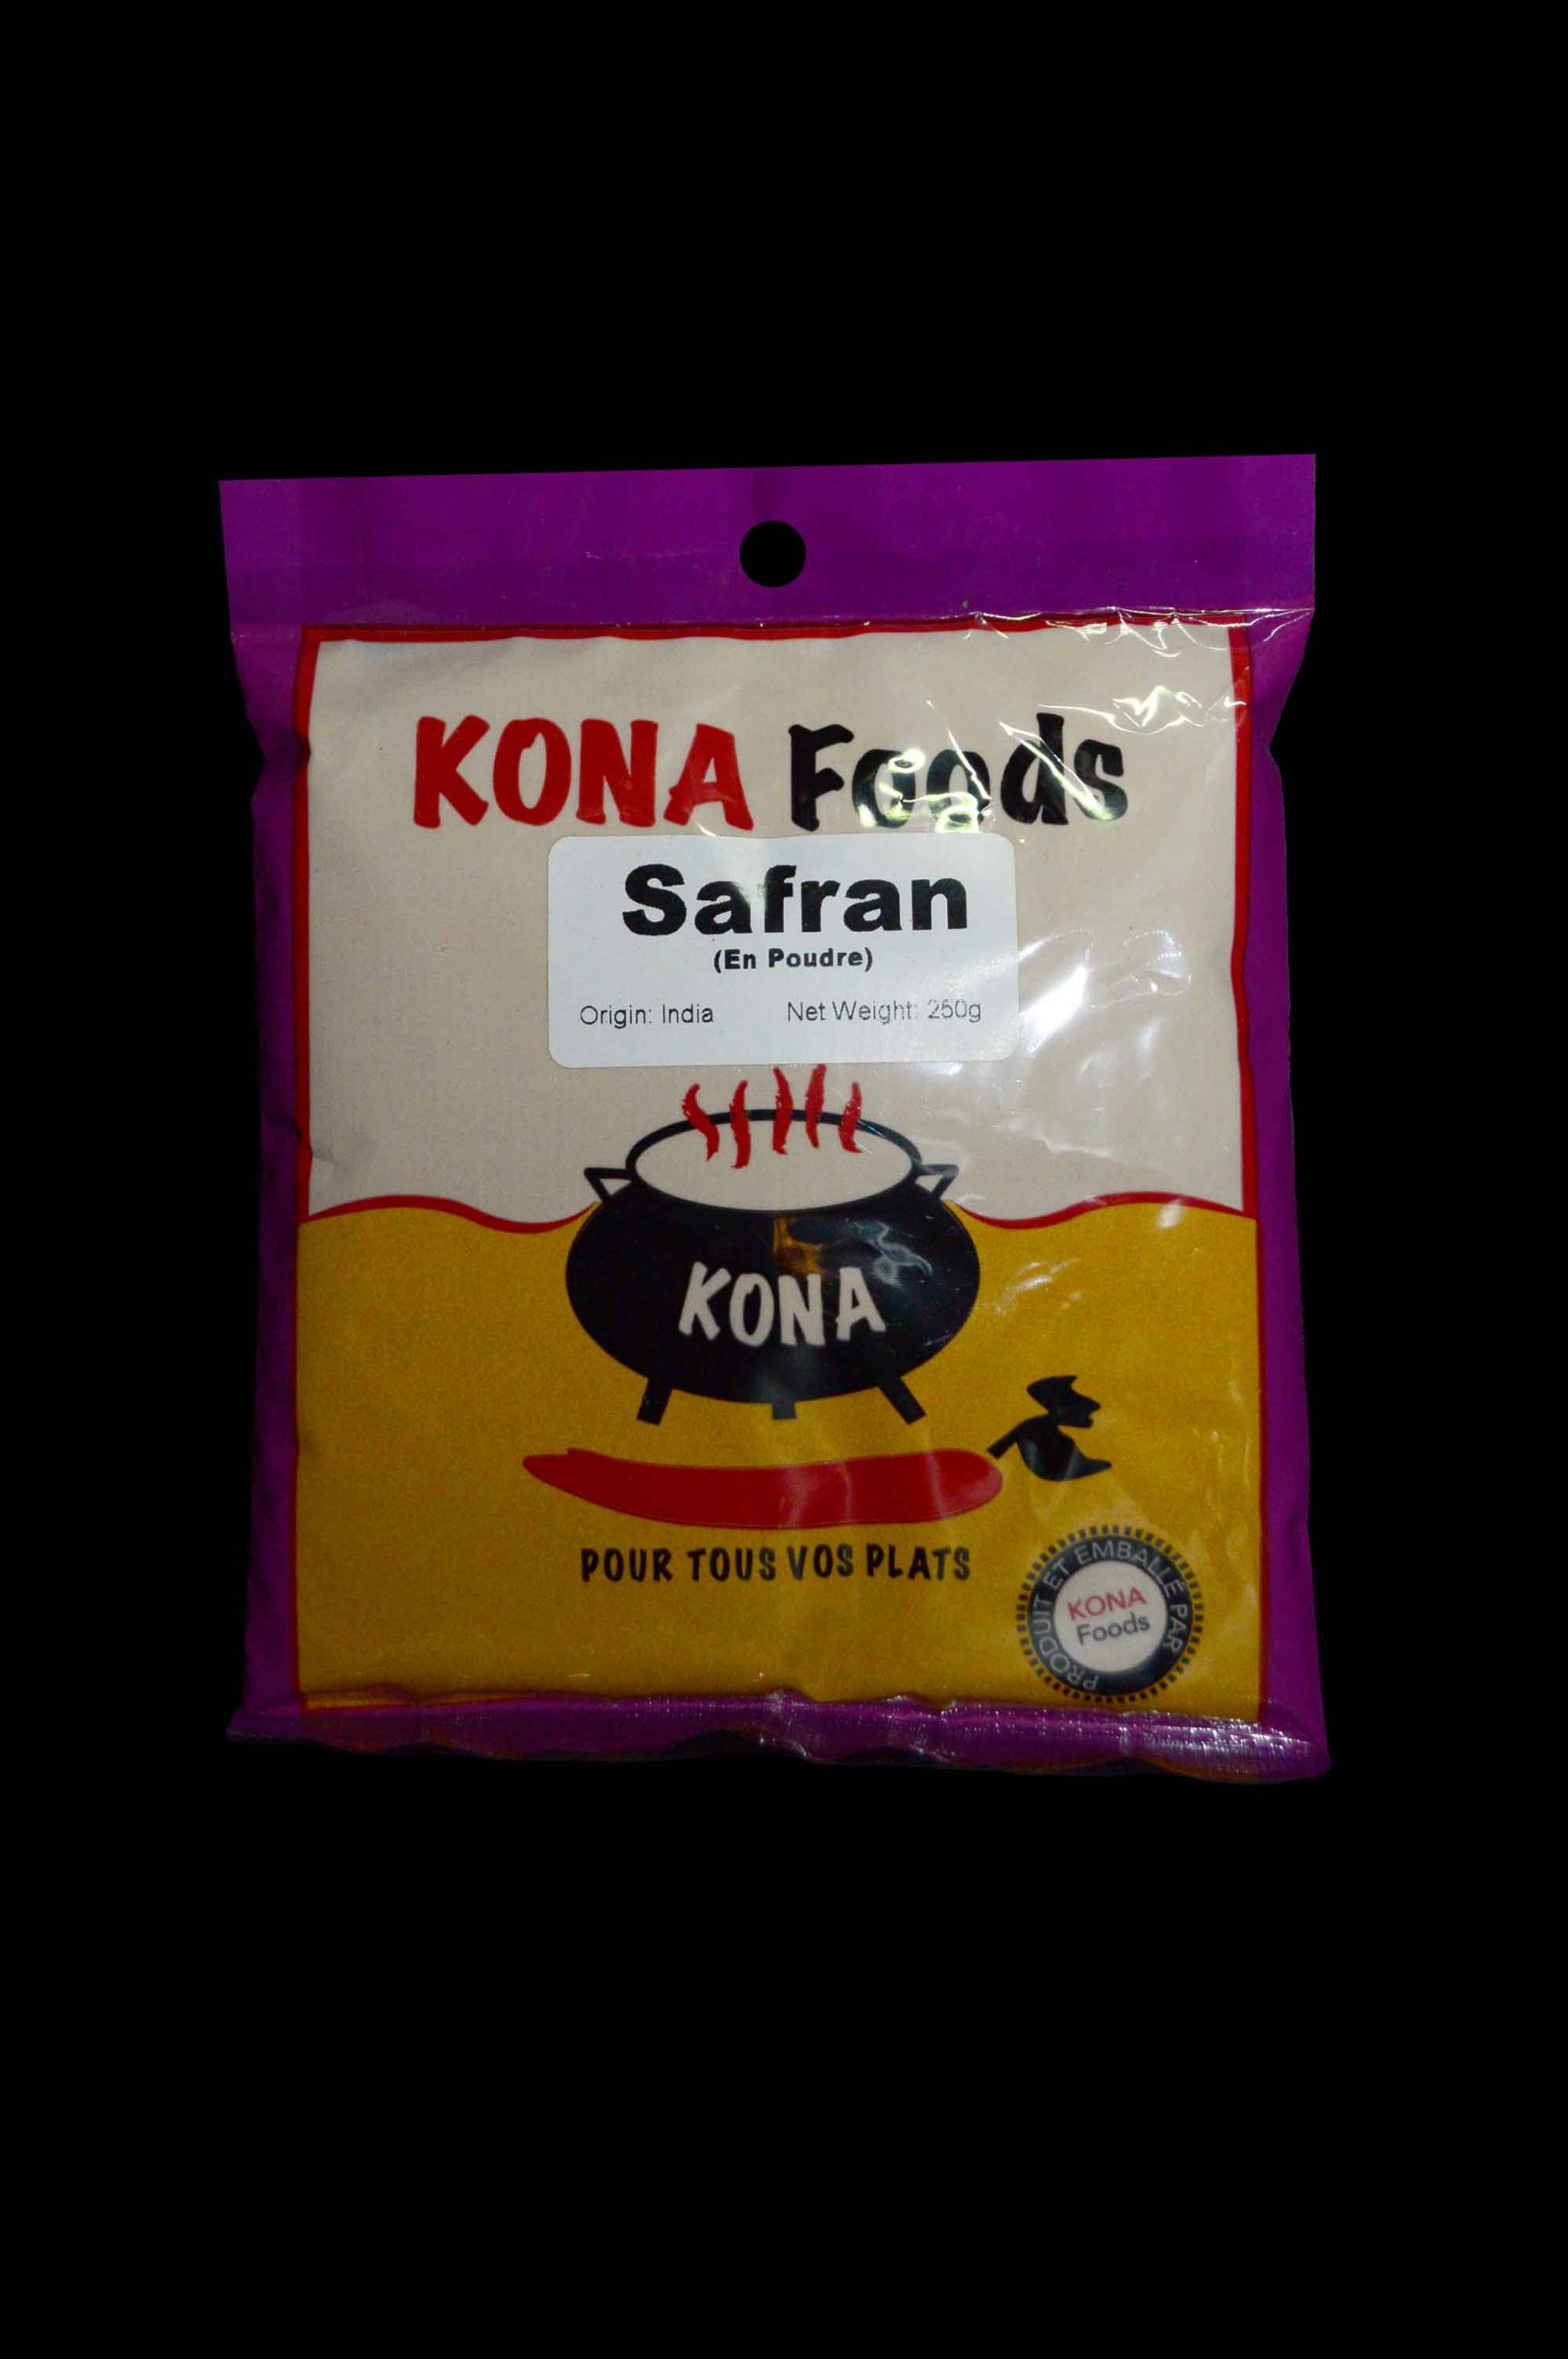 KONA Foods
Safran
(En Poudre)
Origin: India Net Weight: 250g
KONA
POUR TOUS VOS PLATS
PRODUIT ET EMBALLÉ PAR
KONA
Foods